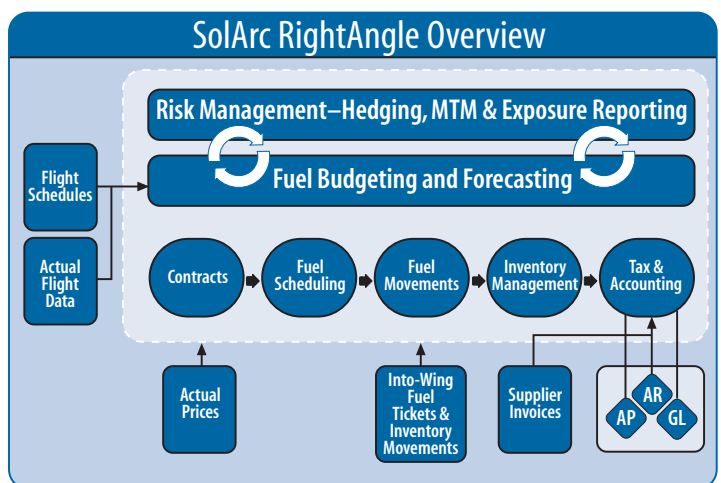 SolArc RightAngle Overview
Risk Management–Hedging, MTM & Exposure Reporting
Fuel Budgeting and Forecasting
Flight
Schedules
Actual
Flight
Data
Contracts
Fuel
Scheduling
Fuel
Movements
Inventory
Management
Tax &
Accounting
Actual
Prices
Into-Wing
Fuel
Tickets &
Inventory
Movements
Supplier
Invoices
AP
AR
GL